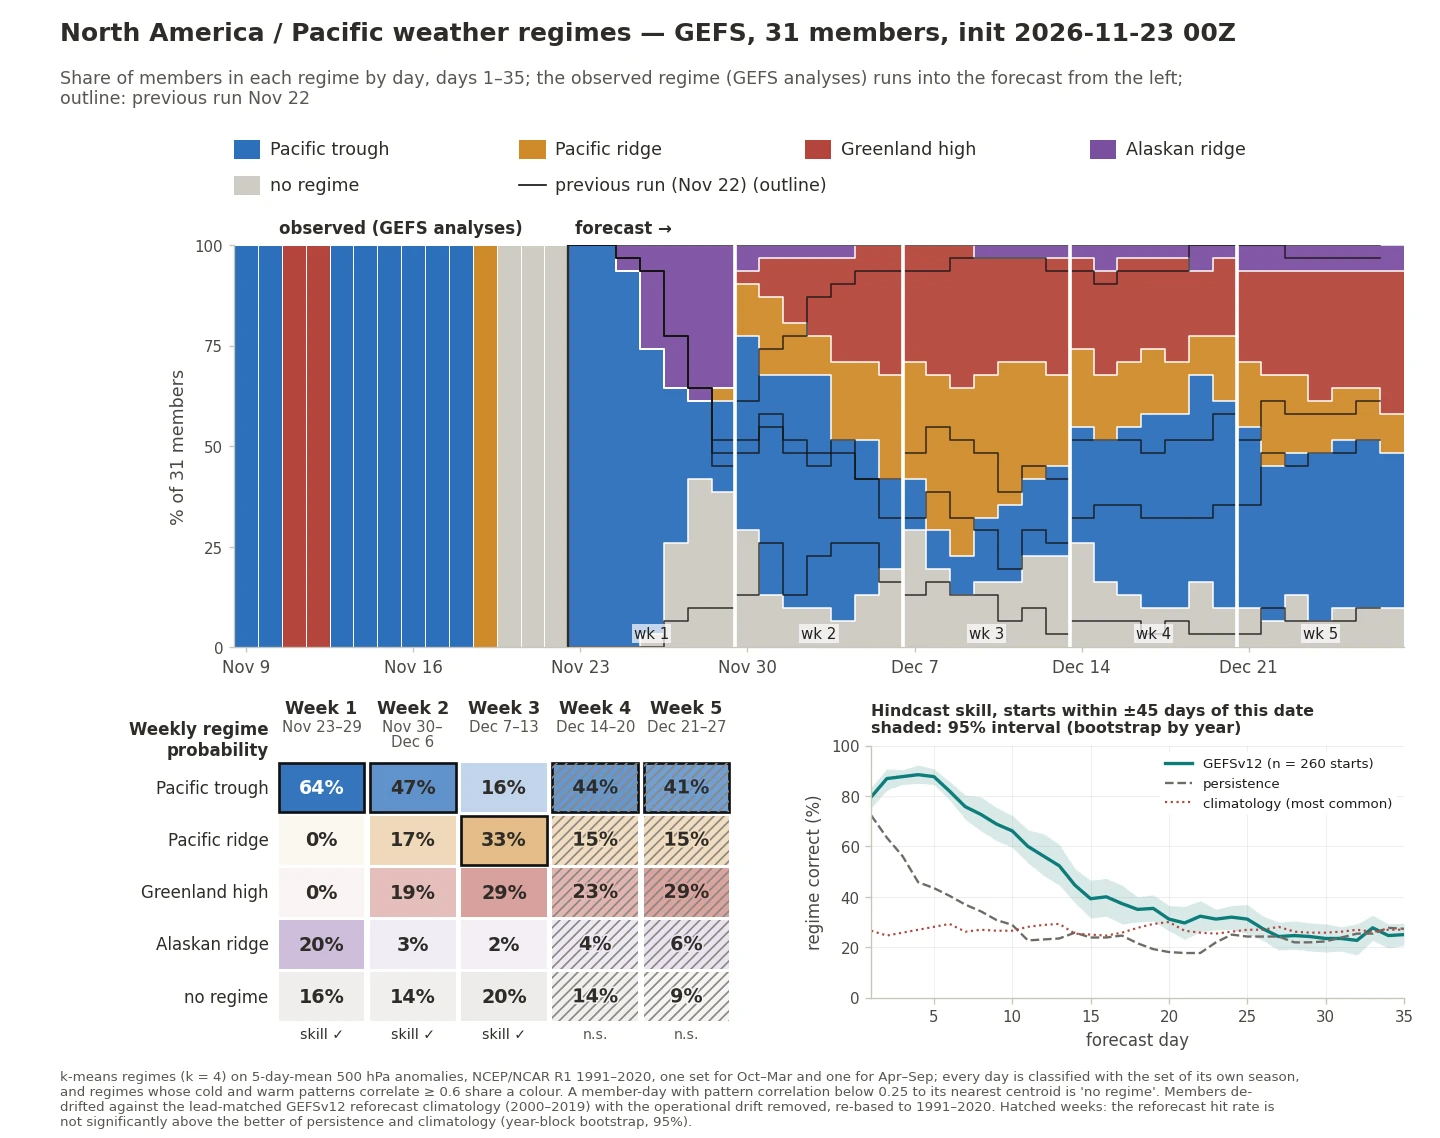 North America / Pacific weather regimes — GEFS, 31 members, init 2026-11-23 00Z
Share of members in each regime by day, days 1–35; the observed regime (GEFS analyses) runs into the forecast from the left;
outline: previous run Nov 22
Pacific trough
Pacific ridge
Greenland high
Alaskan ridge
no regime
previous run (Nov 22) (outline)
observed (GEFS analyses)
forecast →
100
75
50
25
0
% of 31 members
wk 1
wk 2
wk 3
wk 4
wk 5
Nov 9
Nov 16
Nov 23
Nov 30
Dec 7
Dec 14
Dec 21
Weekly regime
probability
Week 1
Nov 23–29
Week 2
Nov 30–
Dec 6
Week 3
Dec 7–13
Week 4
Dec 14–20
Week 5
Dec 21–27
Pacific trough 64% 47% 16% 44% 41%
Pacific ridge 0% 17% 33% 15% 15%
Greenland high 0% 19% 29% 23% 29%
Alaskan ridge 20% 3% 2% 4% 6%
no regime 16% 14% 20% 14% 9%
skill ✓ skill ✓ skill ✓ n.s. n.s.
Hindcast skill, starts within ±45 days of this date
shaded: 95% interval (bootstrap by year)
GEFSv12 (n = 260 starts)
persistence
climatology (most common)
100
80
60
40
20
0
regime correct (%)
5
10
15
20
25
30
35
forecast day
k-means regimes (k = 4) on 5-day-mean 500 hPa anomalies, NCEP/NCAR R1 1991–2020, one set for Oct–Mar and one for Apr–Sep; every day is classified with the set of its own season,
and regimes whose cold and warm patterns correlate ≥ 0.6 share a colour. A member-day with pattern correlation below 0.25 to its nearest centroid is 'no regime'. Members de-
drifted against the lead-matched GEFSv12 reforecast climatology (2000–2019) with the operational drift removed, re-based to 1991–2020. Hatched weeks: the reforecast hit rate is
not significantly above the better of persistence and climatology (year-block bootstrap, 95%).